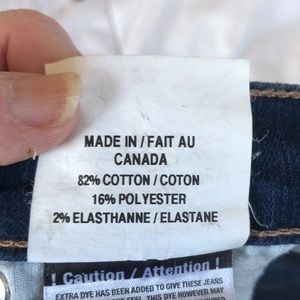 MADE IN / FAIT AU
CANADA
82% COTTON / COTON
16% POLYESTER
2% ELASTHANNE / ELASTANE
! Caution / Attention !
EXTRA DYE HAS BEEN ADDED TO GIVE THESE JEANS
FEEL. THIS DYE HOWEVER MAY